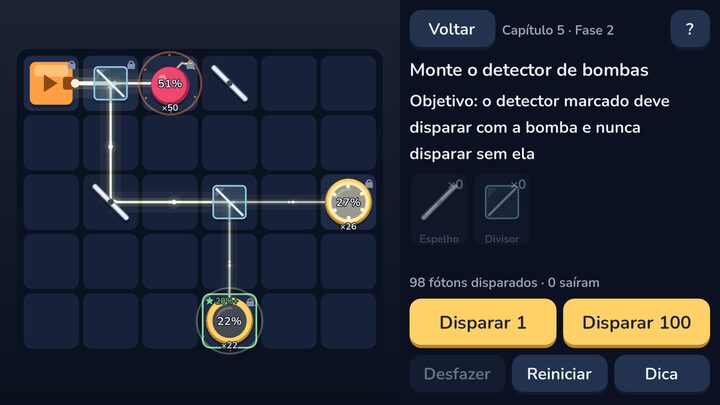 Voltar
Capítulo 5 · Fase 2
?
Monte o detector de bombas
Objetivo: o detector marcado deve
disparar com a bomba e nunca
disparar sem ela
×0
×0
Espelho
Divisor
98 fótons disparados · 0 saíram
Disparar 1
Disparar 100
Desfazer
Reiniciar
Dica
51%
×50
27%
×26
22%
×22